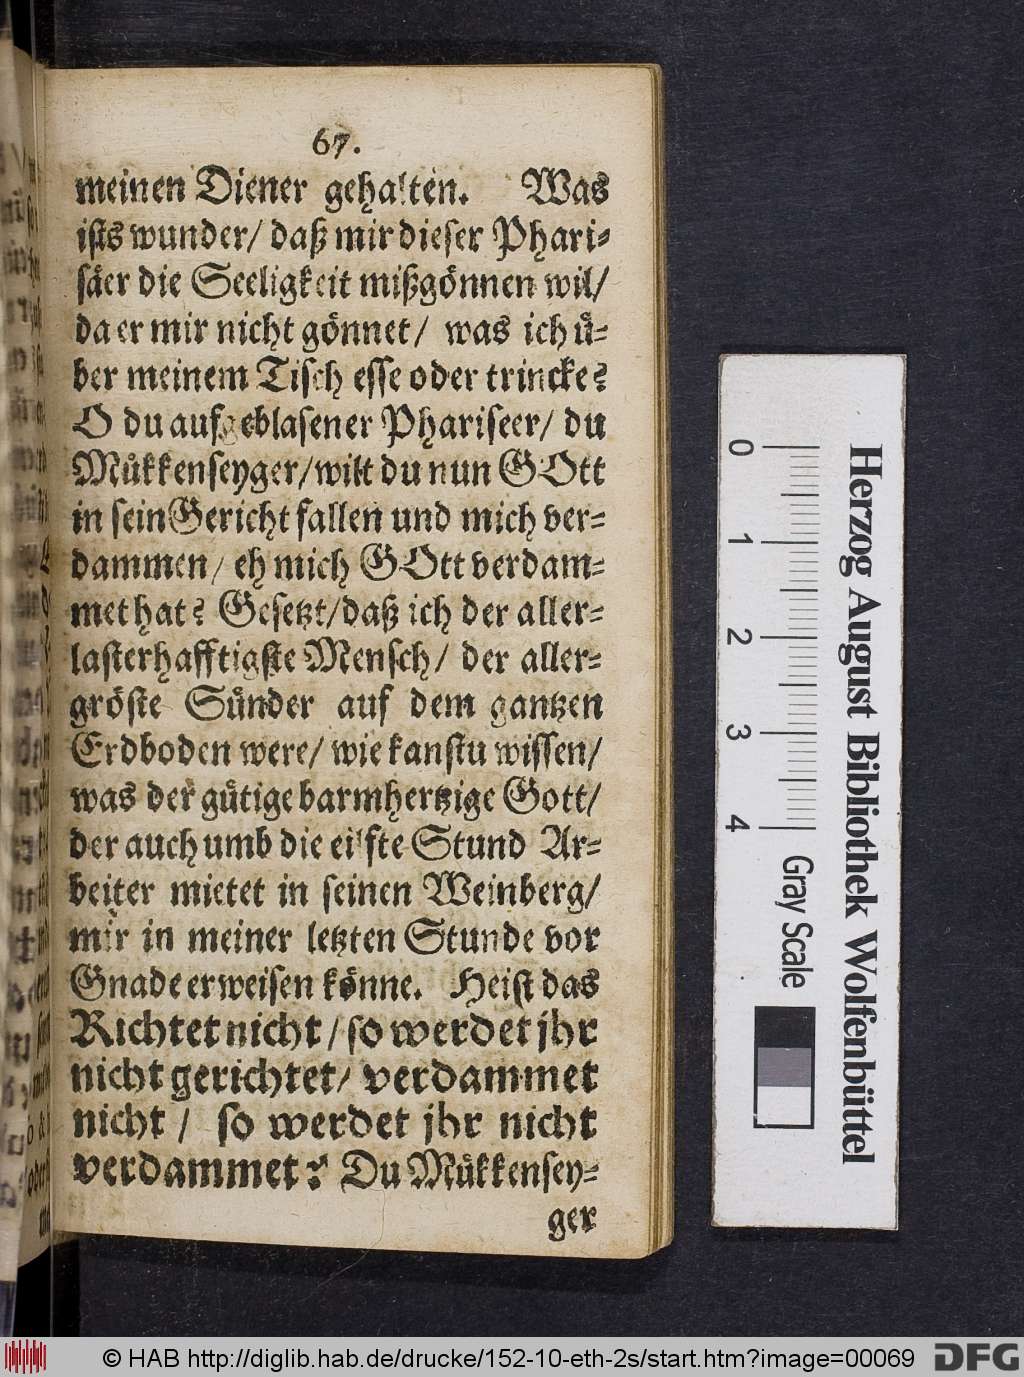 67.
meinen Diener gehalten. Was
ists wunder/ daß mir dieser Phari-
säer die Seeligkeit mißgönnen wil/
da er mir nicht gönnet/ was ich ü-
ber meinem Tisch esse oder trincke?
O du aufgeblasener Phariseer/ du
Mükkenseyger/ wilt du nun GOtt
in sein Gericht fallen und mich ver-
dammen/ eh mich GOtt verdam-
met hat? Gesetzt/ daß ich der aller-
lasterhafftigste Mensch/ der aller-
gröste Sünder auf dem gantzen
Erdboden were/ wie kanstu wissen/
was der gütige barmhertzige Gott/
der auch umb die eilfte Stund Ar-
beiter mietet in seinen Weinberg/
mir in meiner letzten Stunde vor
Gnade erweisen könne. Heist das
Richtet nicht/ so werdet jhr
nicht gerichtet/ verdammet
nicht/ so werdet jhr nicht
verdammet? Du Mükkensey-
ger
0 1 2 3 4
Gray Scale
Herzog August Bibliothek Wolfenbüttel
© HAB http://diglib.hab.de/drucke/152-10-eth-2s/start.htm?image=00069
DFG